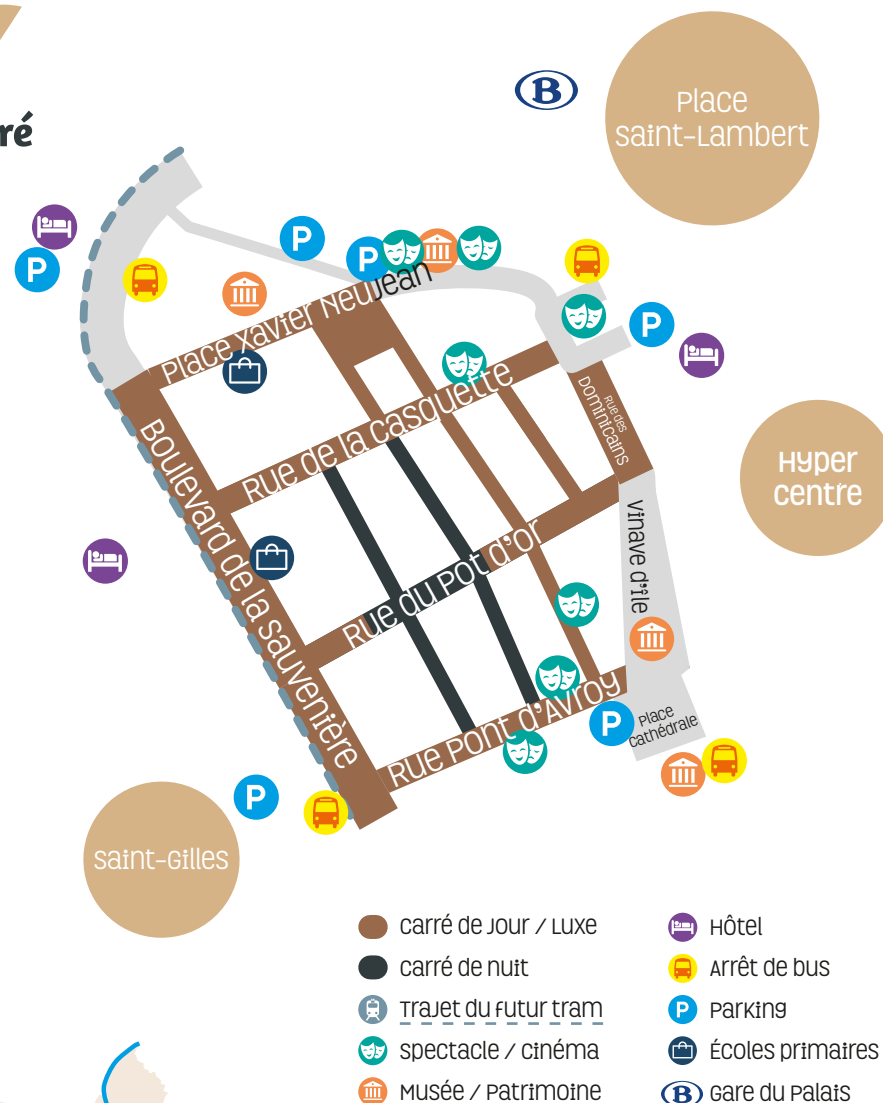 ré
B
Place
saint-Lambert
P
P
P
Place Xavier Neujean
P
Rue de la casquette
Rue des
Dominicains
Hyper
centre
Boulevard de la sauvenière
Vinave d'île
Rue du Pot d'or
Rue Pont d'Avroy
P
Place
cathédrale
P
saint-Gilles
carré de Jour / Luxe
carré de nuit
Trajet du futur tram
spectacle / cinéma
Musée / Patrimoine
Hôtel
Arrêt de bus
P Parking
Écoles primaires
B Gare du Palais